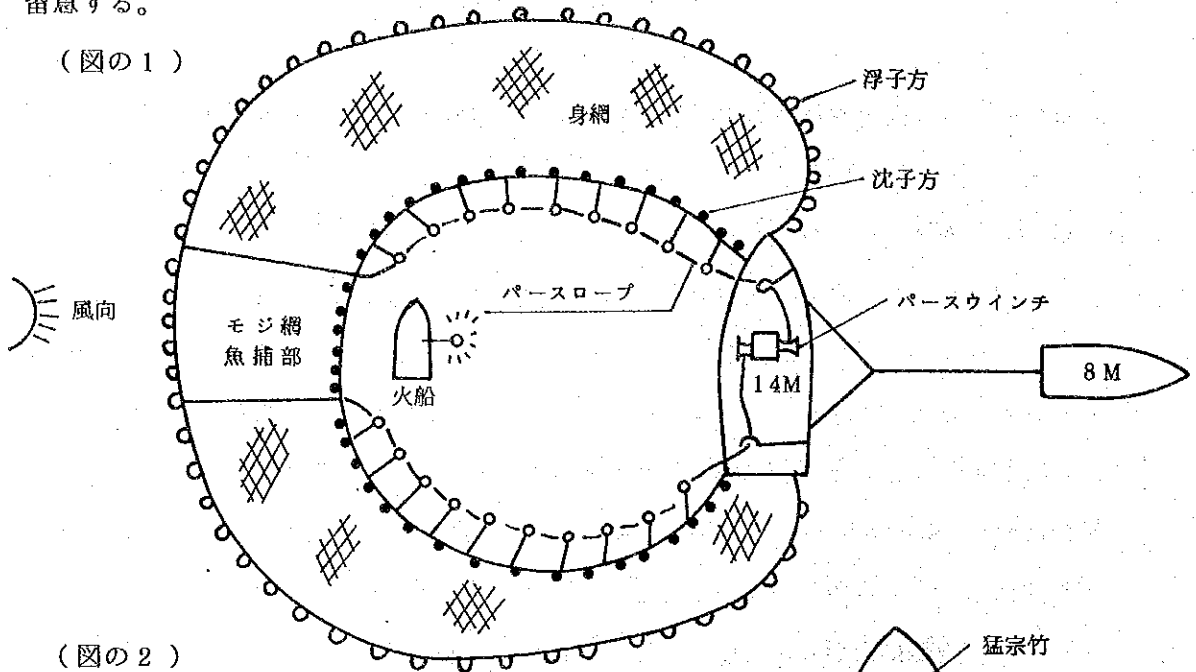 留意する。
（図の１）
浮子方
身網
沈子方
風向
パースロープ
パースウインチ
モジ網
魚捕部
火船
１４Ｍ
８Ｍ
（図の２）
猛宗竹